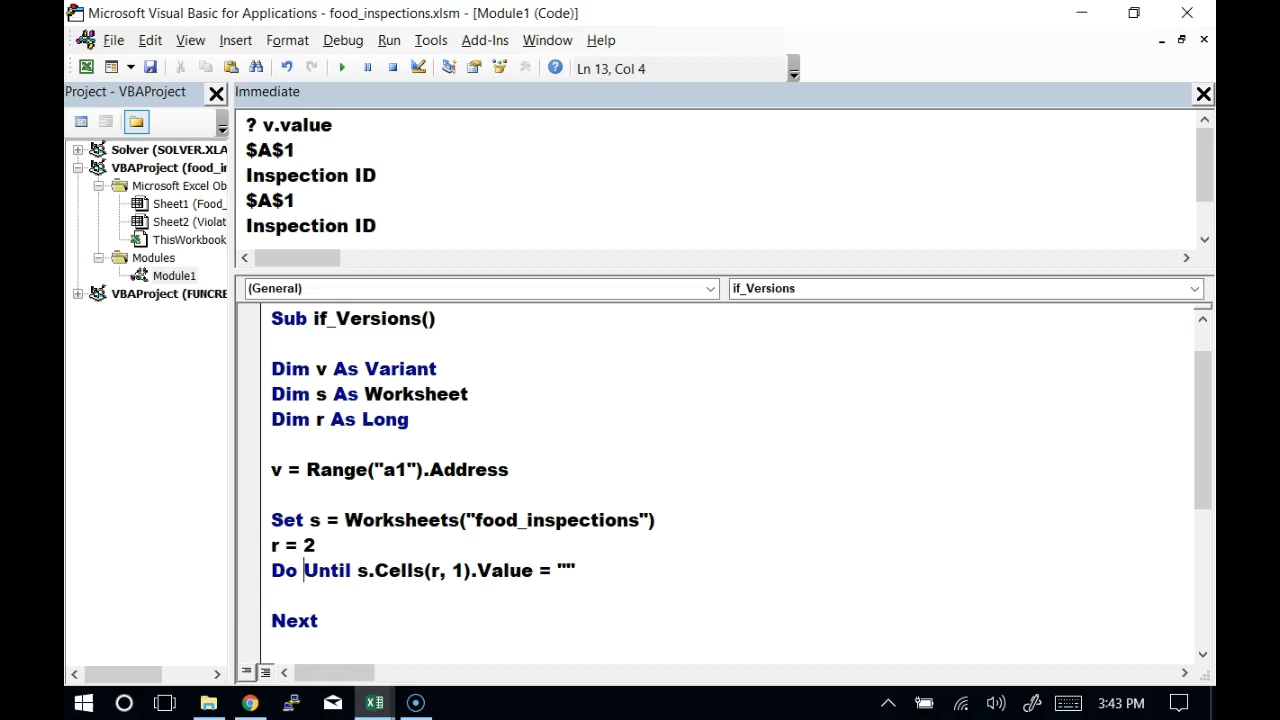 Microsoft Visual Basic for Applications - food_inspections.xlsm - [Module1 (Code)]
File Edit View Insert Format Debug Run Tools Add-Ins Window Help
Ln 13, Col 4
Project - VBAProject
Immediate
Solver (SOLVER.XLA
VBAProject (food_i
Microsoft Excel Ob
Sheet1 (Food_
Sheet2 (Violat
ThisWorkbook
Modules
Module1
VBAProject (FUNCRE
? v.value
$A$1
Inspection ID
$A$1
Inspection ID
(General) if_Versions
Sub if_Versions()
Dim v As Variant
Dim s As Worksheet
Dim r As Long
v = Range("a1").Address
Set s = Worksheets("food_inspections")
r = 2
Do Until s.Cells(r, 1).Value = ""
Next
3:43 PM